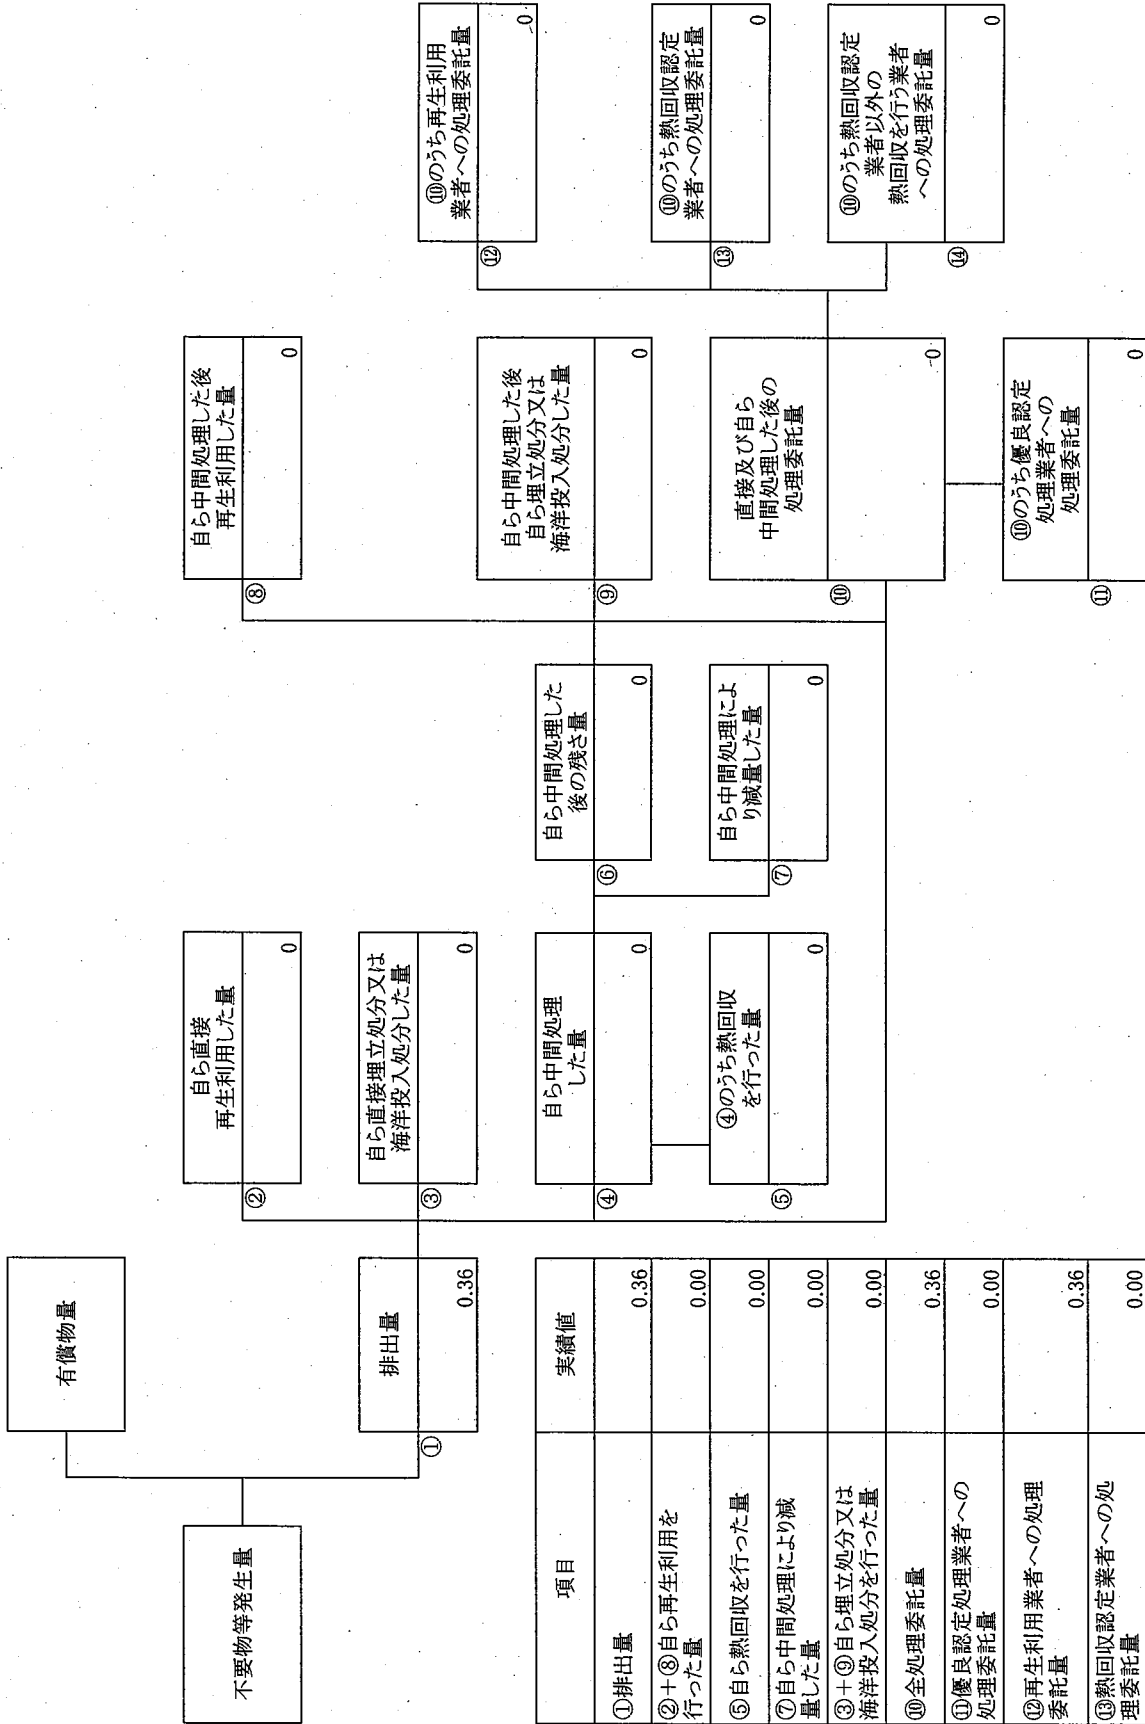 有償物量
不要物等発生量
排出量
①
0.36
自ら直接
再生利用した量
②
0
自ら直接埋立処分又は
海洋投入処分した量
③
0
自ら中間処理
した量
④
0
④のうち熱回収
を行った量
⑤
0
自ら中間処理した
後の残さ量
⑥
0
自ら中間処理によ
り減量した量
⑦
0
自ら中間処理した後
再生利用した量
⑧
0
自ら中間処理した後
自ら埋立処分又は
海洋投入処分した量
⑨
0
直接及び自ら
中間処理した後の
処理委託量
⑩
0
⑩のうち優良認定
処理業者への
処理委託量
⑪
0
⑩のうち再生利用
業者への処理委託量
⑫
0
⑩のうち熱回収認定
業者への処理委託量
⑬
0
⑩のうち熱回収認定
業者以外の
熱回収を行う業者
への処理委託量
⑭
0
項目 実績値
①排出量 0.36
②+⑧自ら再生利用を
行った量 0.00
⑤自ら熱回収を行った量 0.00
⑦自ら中間処理により減
量した量 0.00
③+⑨自ら埋立処分又は
海洋投入処分を行った量 0.00
⑩全処理委託量 0.36
⑪優良認定処理業者への
処理委託量 0.00
⑫再生利用業者への処理
委託量 0.36
⑬熱回収認定業者への処
理委託量 0.00